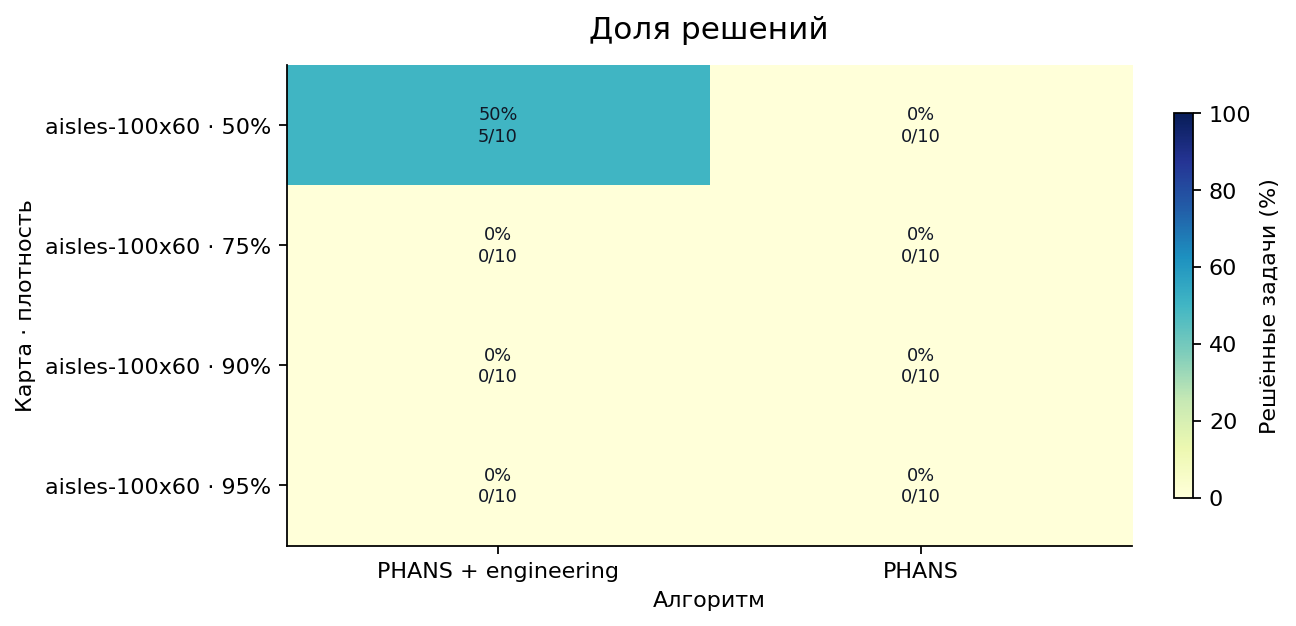 Доля решений
Карта · плотность
aisles-100x60 · 50%
50%
5/10
0%
0/10
aisles-100x60 · 75%
0%
0/10
0%
0/10
aisles-100x60 · 90%
0%
0/10
0%
0/10
aisles-100x60 · 95%
0%
0/10
0%
0/10
PHANS + engineering
PHANS
Алгоритм
100
80
60
40
20
0
Решённые задачи (%)